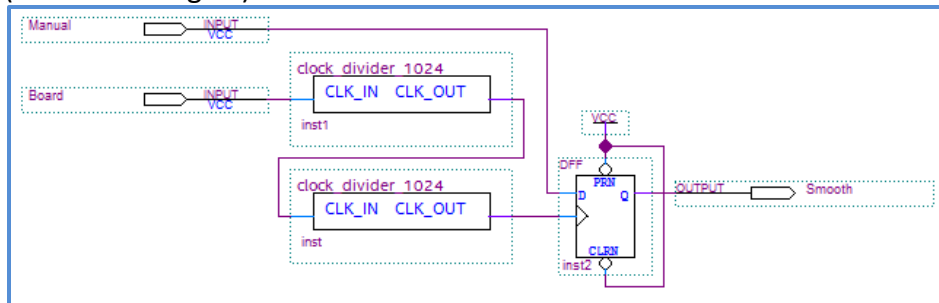 Manual
INPUT
VCC
clock_divider_1024
CLK_IN CLK_OUT
Board
INPUT
VCC
inst1
VCC
DFF
PRN
D Q
OUTPUT
Smooth
clock_divider_1024
CLK_IN CLK_OUT
inst
CLRN
inst2